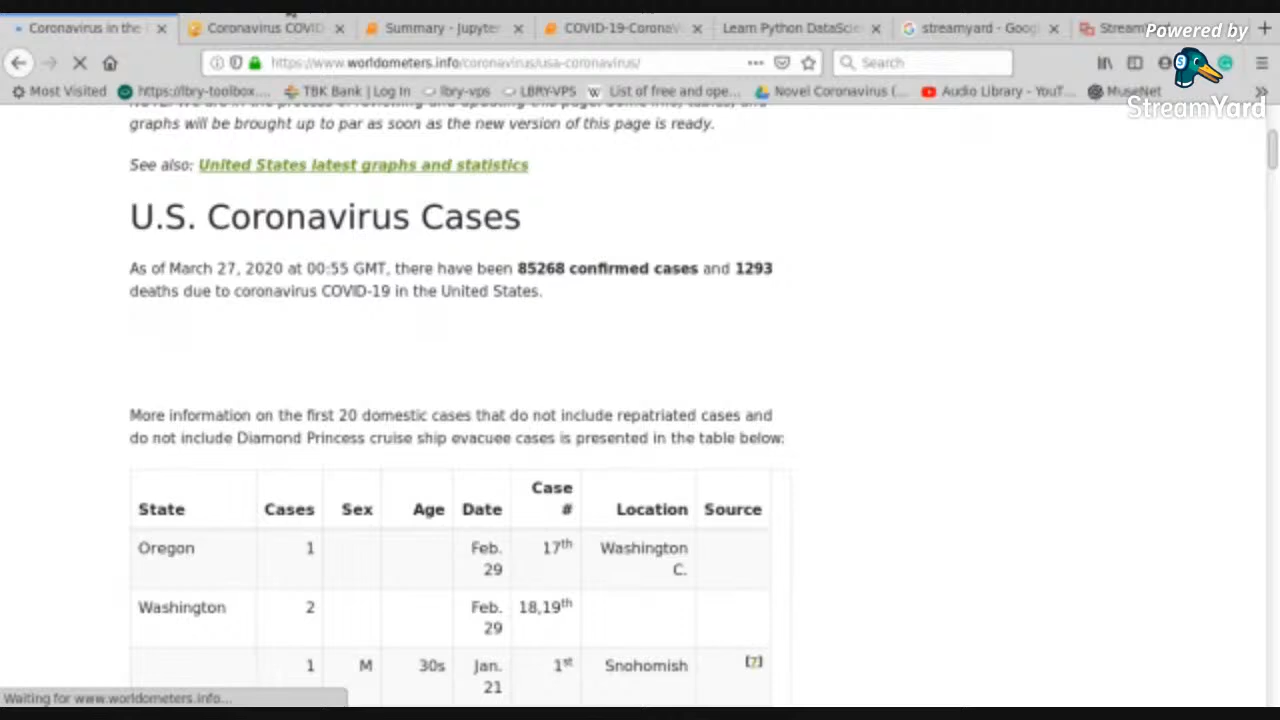 Coronavirus in the
Coronavirus COVID
Summary - Jupyter
COVID-19-CoronaV
Learn Python DataScie
streamyard - Goog
Stream
Powered by
StreamYard
https://www.worldometers.info/coronavirus/usa-coronavirus/
Search
Most Visited
https://lbry-toolbox....
TBK Bank | Log In
lbry-vps
LBRY-VPS
W List of free and ope...
Novel Coronavirus (...
Audio Library - YouT...
MuseNet
graphs will be brought up to par as soon as the new version of this page is ready.
See also: United States latest graphs and statistics
U.S. Coronavirus Cases
As of March 27, 2020 at 00:55 GMT, there have been 85268 confirmed cases and 1293
deaths due to coronavirus COVID-19 in the United States.
More information on the first 20 domestic cases that do not include repatriated cases and
do not include Diamond Princess cruise ship evacuee cases is presented in the table below:
State Cases Sex Age Date Case # Location Source
Oregon 1 Feb. 29 17th Washington C.
Washington 2 Feb. 29 18,19th
1 M 30s Jan. 21 1st Snohomish [7]
Waiting for www.worldometers.info...